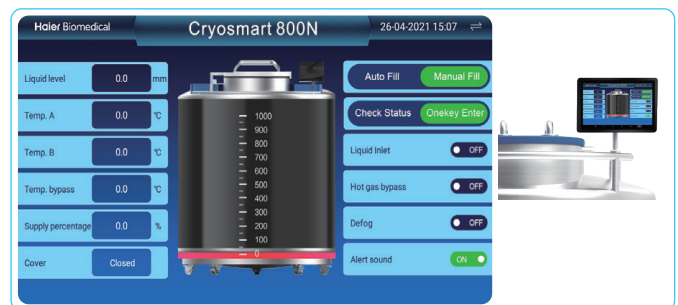 Haier Biomedical
Cryosmart 800N
26-04-2021 15:07
Liquid level 0.0 mm
Temp. A 0.0 °C
Temp. B 0.0 °C
Temp. bypass 0.0 °C
Supply percentage 0.0 %
Cover Closed
1000
900
800
700
600
500
400
300
200
100
0
Auto Fill Manual Fill
Check Status Onekey Enter
Liquid Inlet OFF
Hot gas bypass OFF
Defog OFF
Alert sound ON